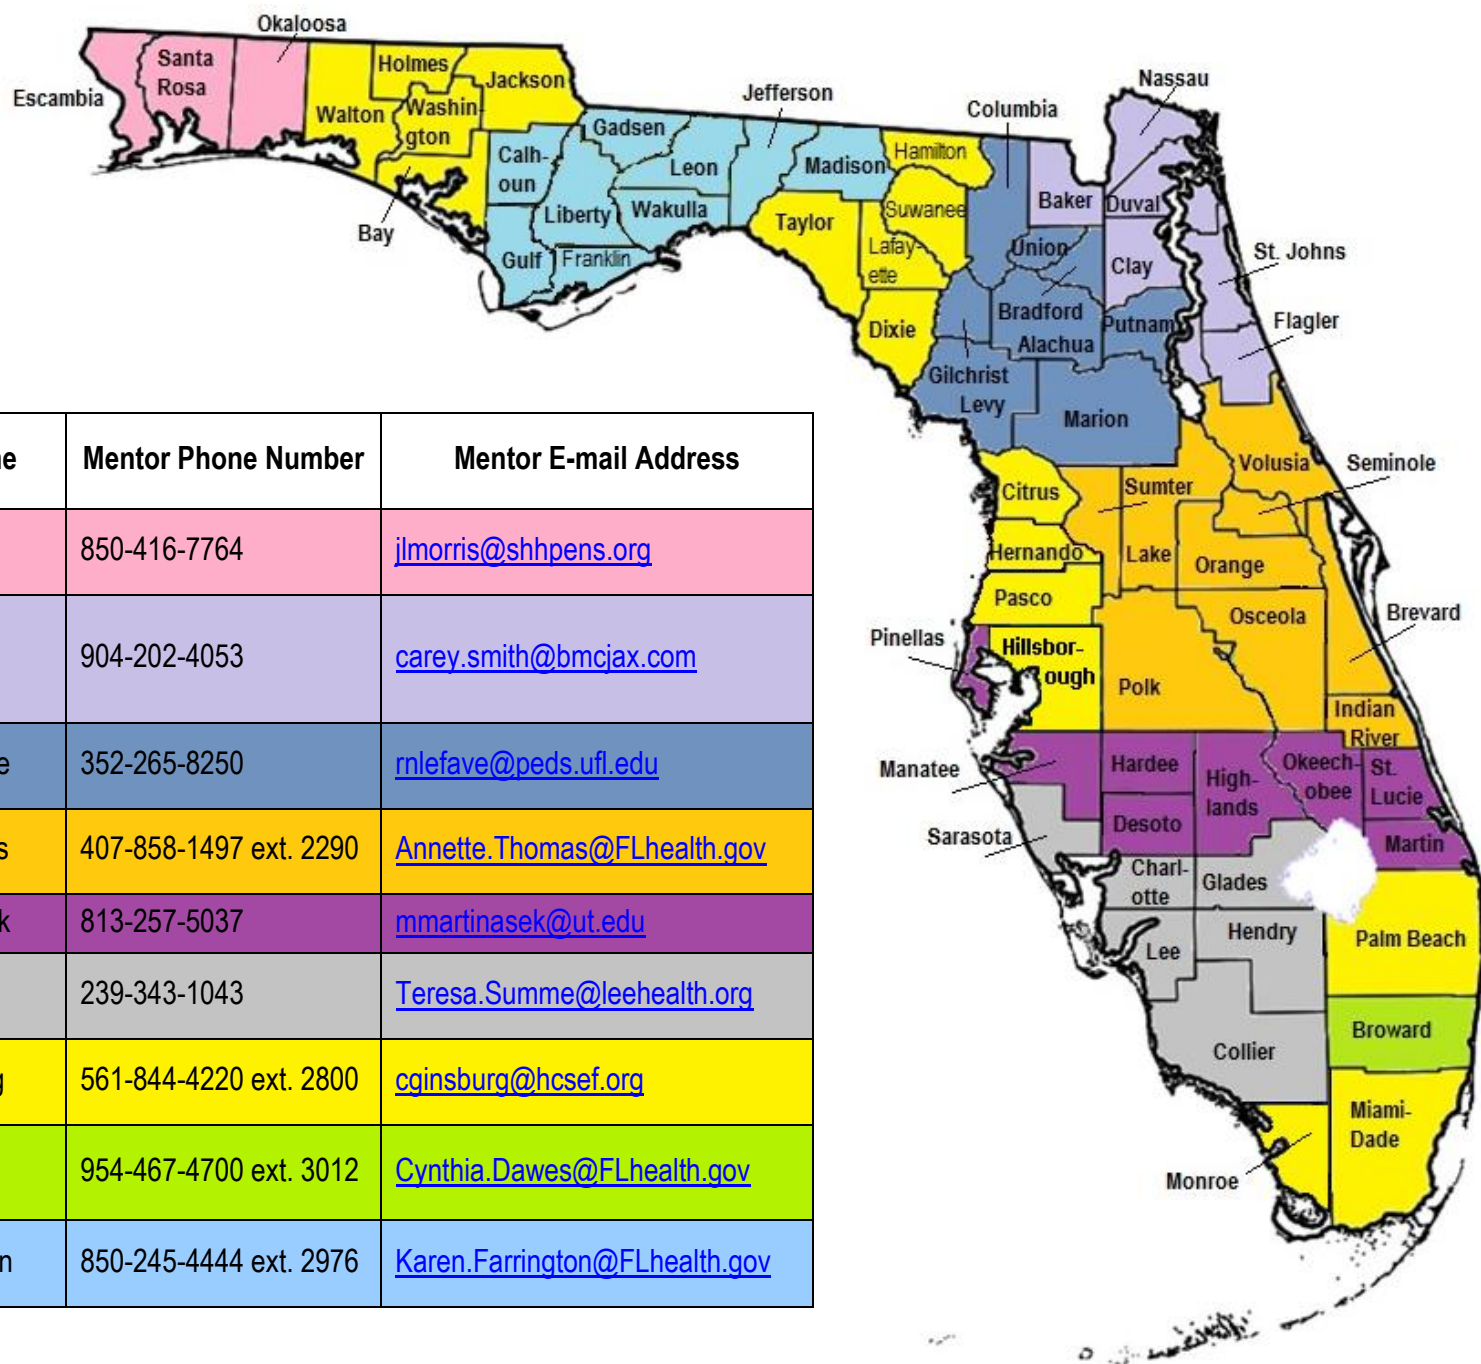 Okaloosa
Santa
Rosa
Escambia
Holmes
Jackson
Walton
Washin-
gton
Bay
Calh-
oun
Gadsen
Leon
Liberty
Wakulla
Gulf
Franklin
Jefferson
Madison
Hamilton
Taylor
Suwanee
Lafay-
ette
Dixie
Columbia
Nassau
Baker
Duval
Union
Clay
St. Johns
Bradford
Alachua
Putnam
Flagler
Gilchrist
Levy
Marion
Citrus
Sumter
Volusia
Seminole
Hernando
Lake
Orange
Pasco
Osceola
Brevard
Pinellas
Hillsbor-
ough
Polk
Indian
River
Manatee
Hardee
High-
lands
Okeech-
obee
St.
Lucie
Sarasota
Desoto
Martin
Charl-
otte
Glades
Lee
Hendry
Palm Beach
Collier
Broward
Miami-
Dade
Monroe
e Mentor Phone Number Mentor E-mail Address
850-416-7764 jlmorris@shhpens.org
904-202-4053 carey.smith@bmcjax.com
e 352-265-8250 rnlefave@peds.ufl.edu
s 407-858-1497 ext. 2290 Annette.Thomas@FLhealth.gov
k 813-257-5037 mmartinasek@ut.edu
239-343-1043 Teresa.Summe@leehealth.org
g 561-844-4220 ext. 2800 cginsburg@hcsef.org
954-467-4700 ext. 3012 Cynthia.Dawes@FLhealth.gov
n 850-245-4444 ext. 2976 Karen.Farrington@FLhealth.gov